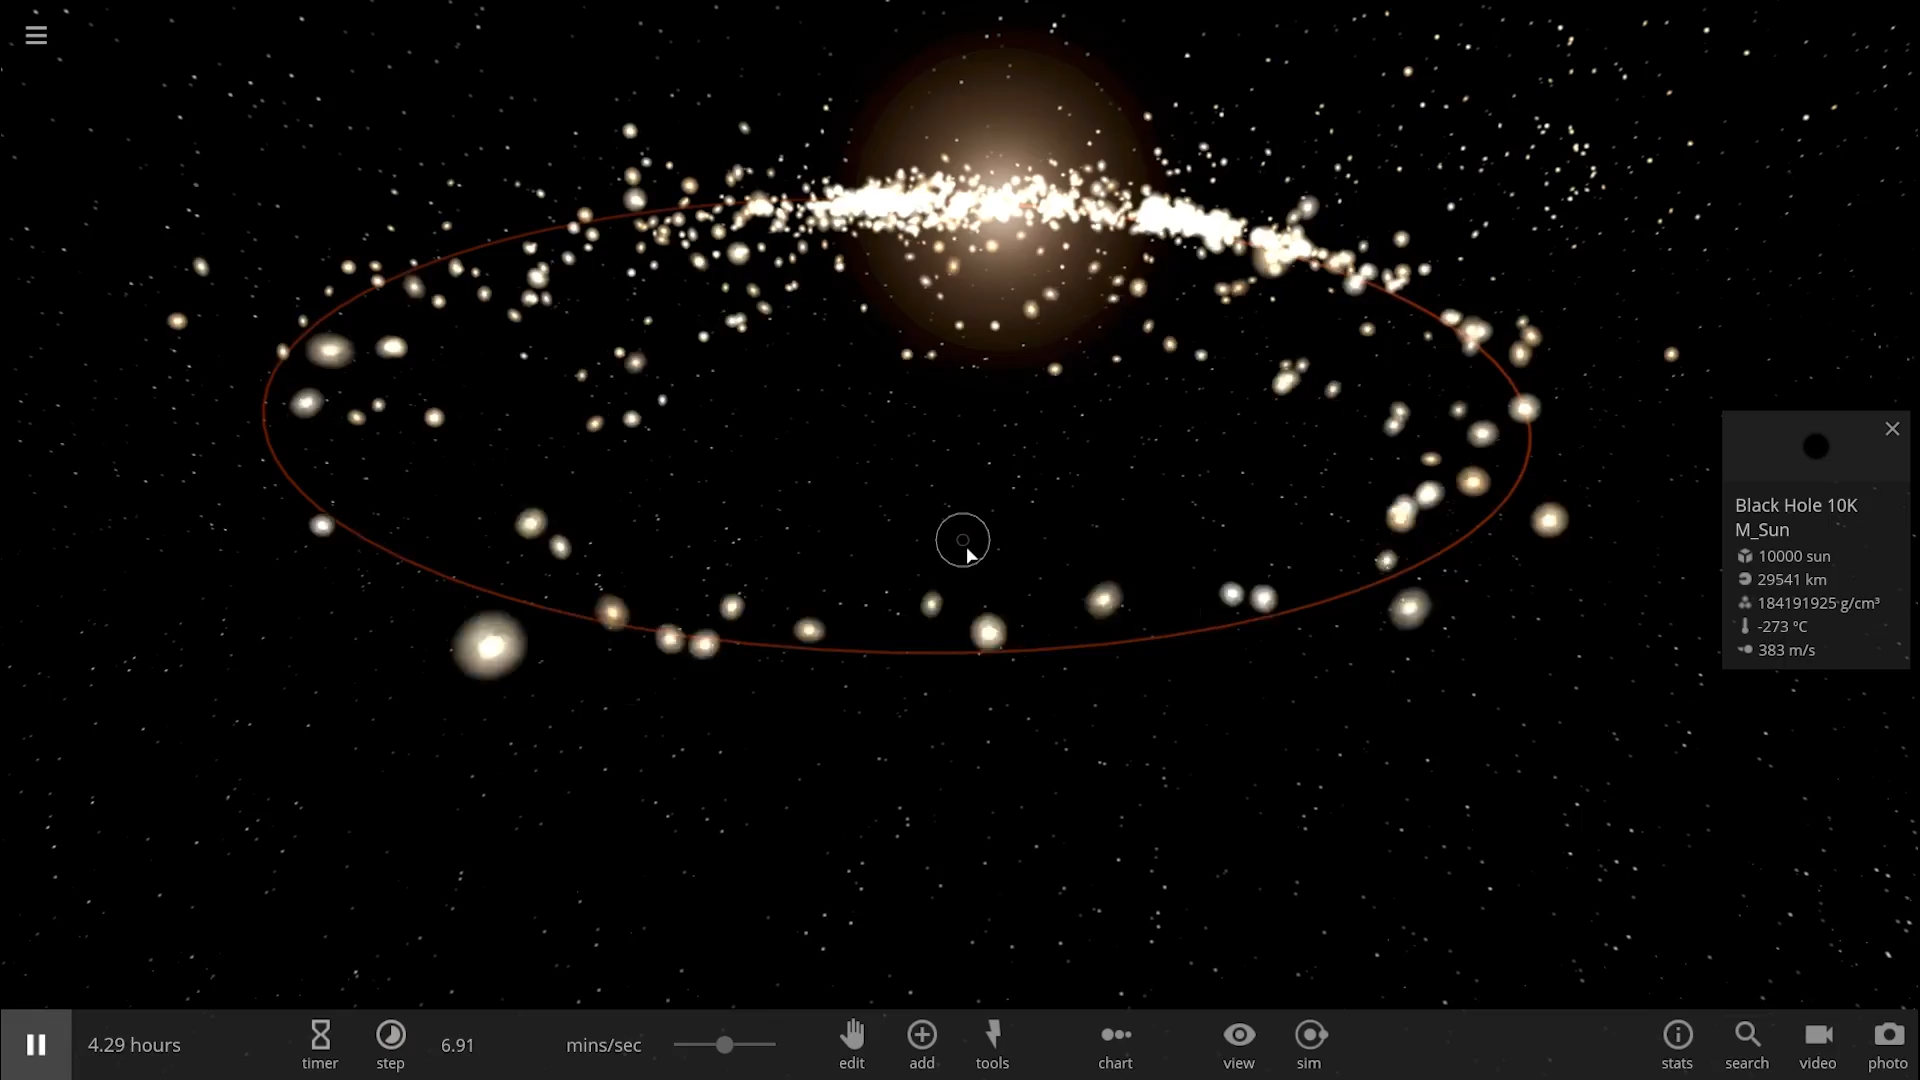 Black Hole 10K
M_Sun
10000 sun
29541 km
184191925 g/cm³
-273 °C
383 m/s
4.29 hours
timer
step
6.91
mins/sec
edit
add
tools
chart
view
sim
stats
search
video
photo